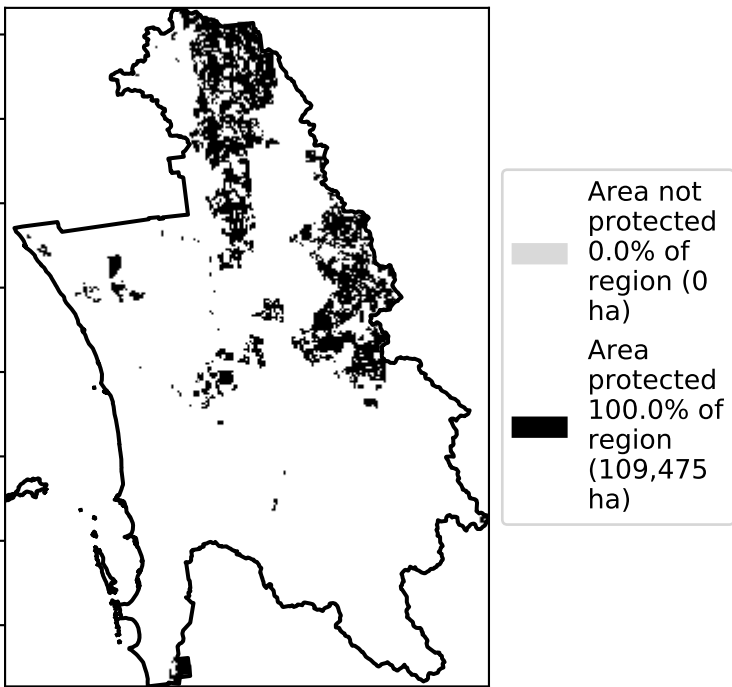 Area not
protected
0.0% of
region (0
ha)
Area
protected
100.0% of
region
(109,475
ha)